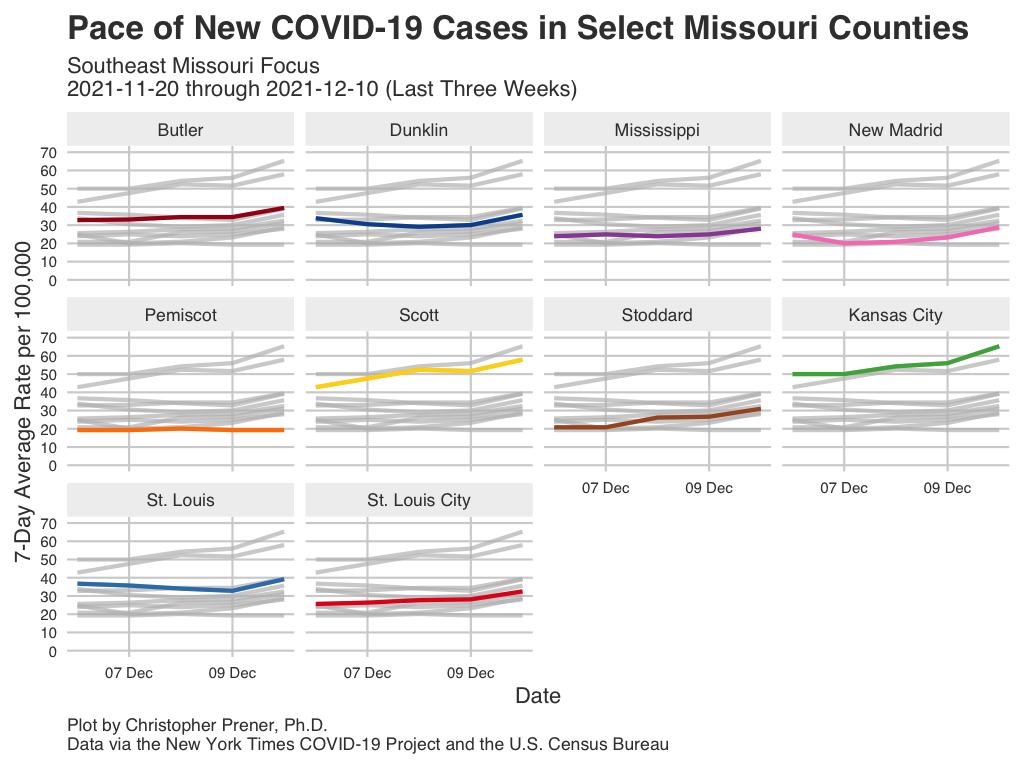 Pace of New COVID-19 Cases in Select Missouri Counties
Southeast Missouri Focus
2021-11-20 through 2021-12-10 (Last Three Weeks)
7-Day Average Rate per 100,000
Butler
Dunklin
Mississippi
New Madrid
70
60
50
40
30
20
10
0
Pemiscot
Scott
Stoddard
Kansas City
70
60
50
40
30
20
10
0
07 Dec
09 Dec
07 Dec
09 Dec
St. Louis
St. Louis City
70
60
50
40
30
20
10
0
07 Dec
09 Dec
07 Dec
09 Dec
Date
Plot by Christopher Prener, Ph.D.
Data via the New York Times COVID-19 Project and the U.S. Census Bureau